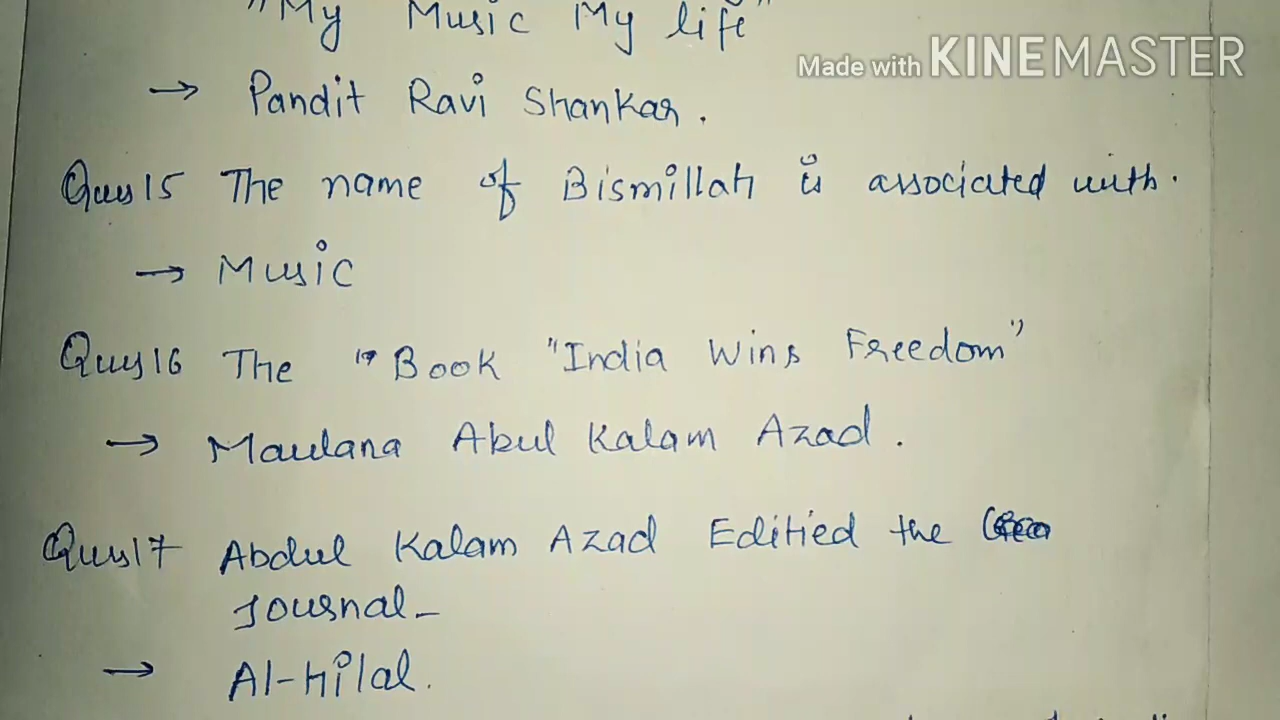 "My Music My life"
Made with KINEMASTER
→ Pandit Ravi Shankar.
Ques15 The name of Bismillah is associated with.
→ Music
Ques16 The " Book "India Wins Freedom"
→ Maulana Abul Kalam Azad.
Ques17 Abdul Kalam Azad Editied the
Journal-
→ Al-Hilal.